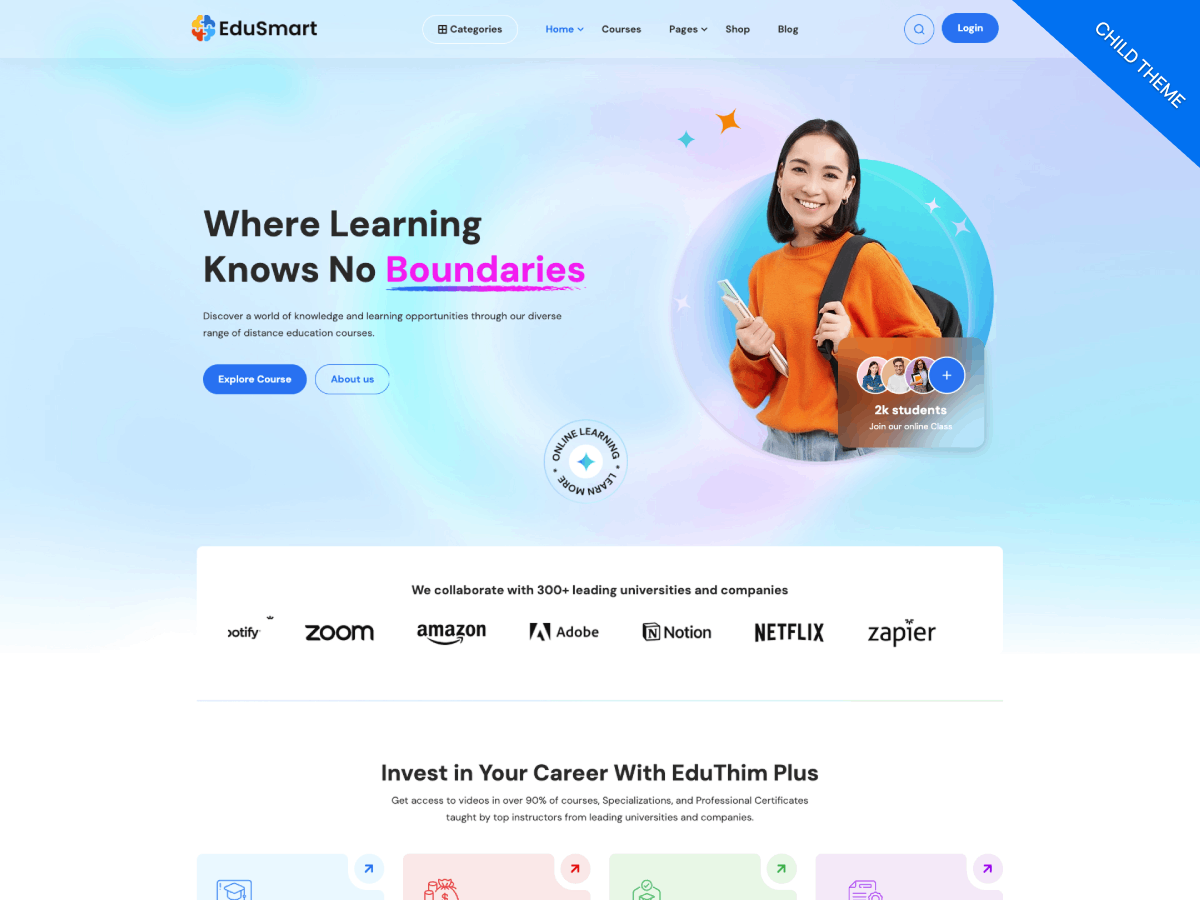 EduSmart
Categories
Home
Courses
Pages
Shop
Blog
Login
CHILD THEME
Where Learning
Knows No Boundaries
Discover a world of knowledge and learning opportunities through our diverse
range of distance education courses.
Explore Course
About us
2k students
Join our online Class
ONLINE LEARNING • LEARN MORE •
We collaborate with 300+ leading universities and companies
potify
zoom
amazon
Adobe
Notion
NETFLIX
zapier
Invest in Your Career With EduThim Plus
Get access to videos in over 90% of courses, Specializations, and Professional Certificates
taught by top instructors from leading universities and companies.